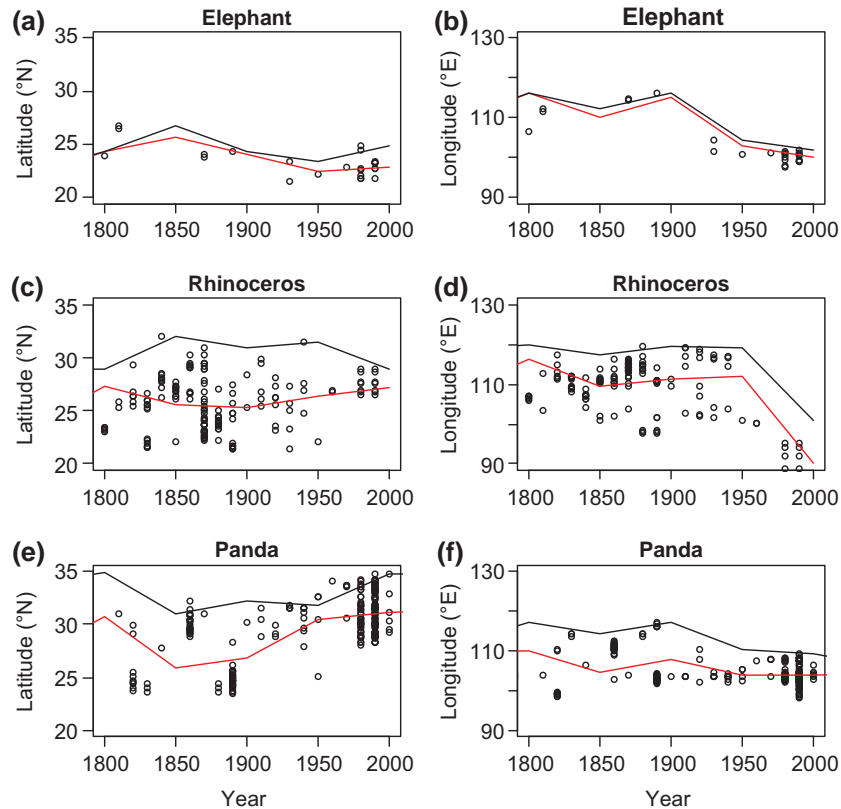 (a) Elephant
Latitude (°N)
35
30
25
20
1800 1850 1900 1950 2000
(b) Elephant
Longitude (°E)
130
110
90
1800 1850 1900 1950 2000
(c) Rhinoceros
Latitude (°N)
35
30
25
20
1800 1850 1900 1950 2000
(d) Rhinoceros
Longitude (°E)
130
110
90
1800 1850 1900 1950 2000
(e) Panda
Latitude (°N)
35
30
25
20
1800 1850 1900 1950 2000
Year
(f) Panda
Longitude (°E)
130
110
90
1800 1850 1900 1950 2000
Year